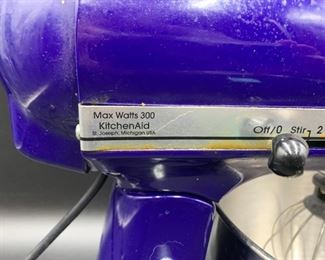 Max Watts 300
KitchenAid
St. Joseph, Michigan USA
Off/0 Stir 2